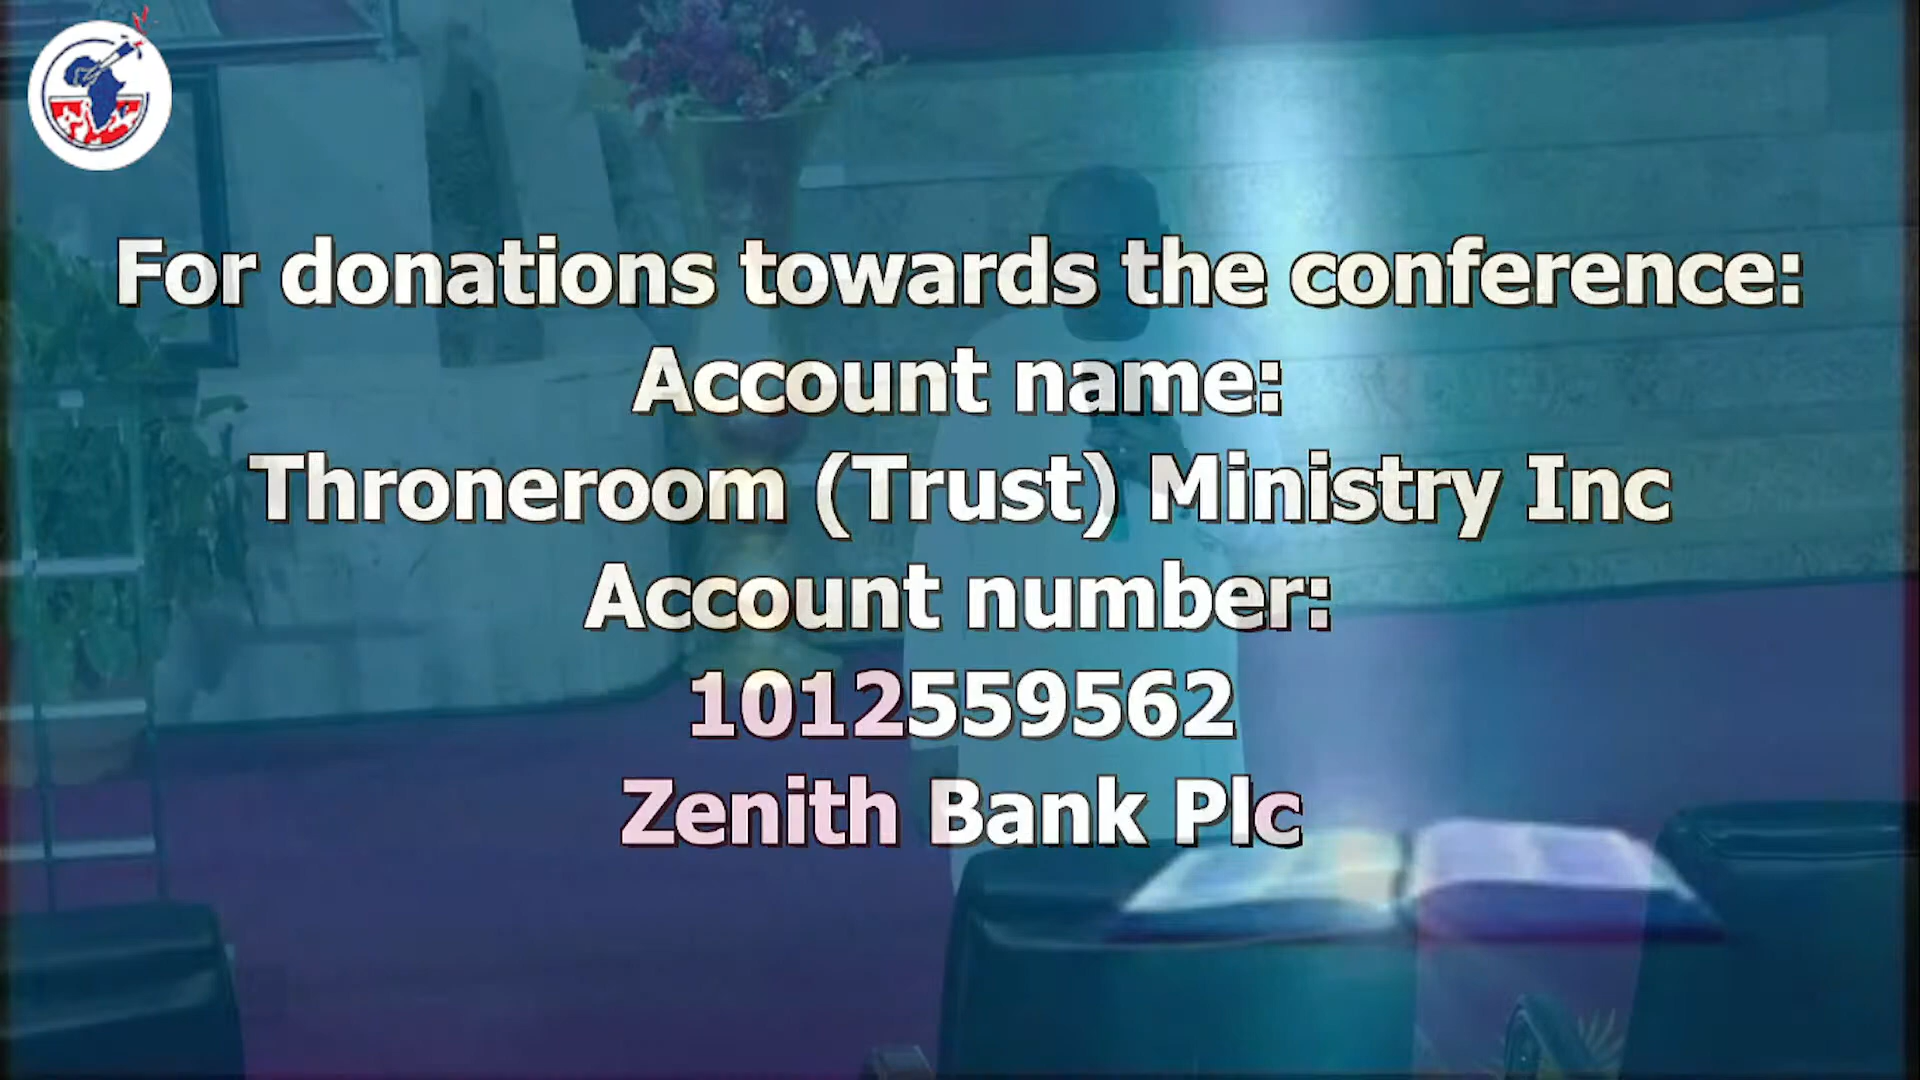 For donations towards the conference:
Account name:
Throneroom (Trust) Ministry Inc
Account number:
1012559562
Zenith Bank Plc